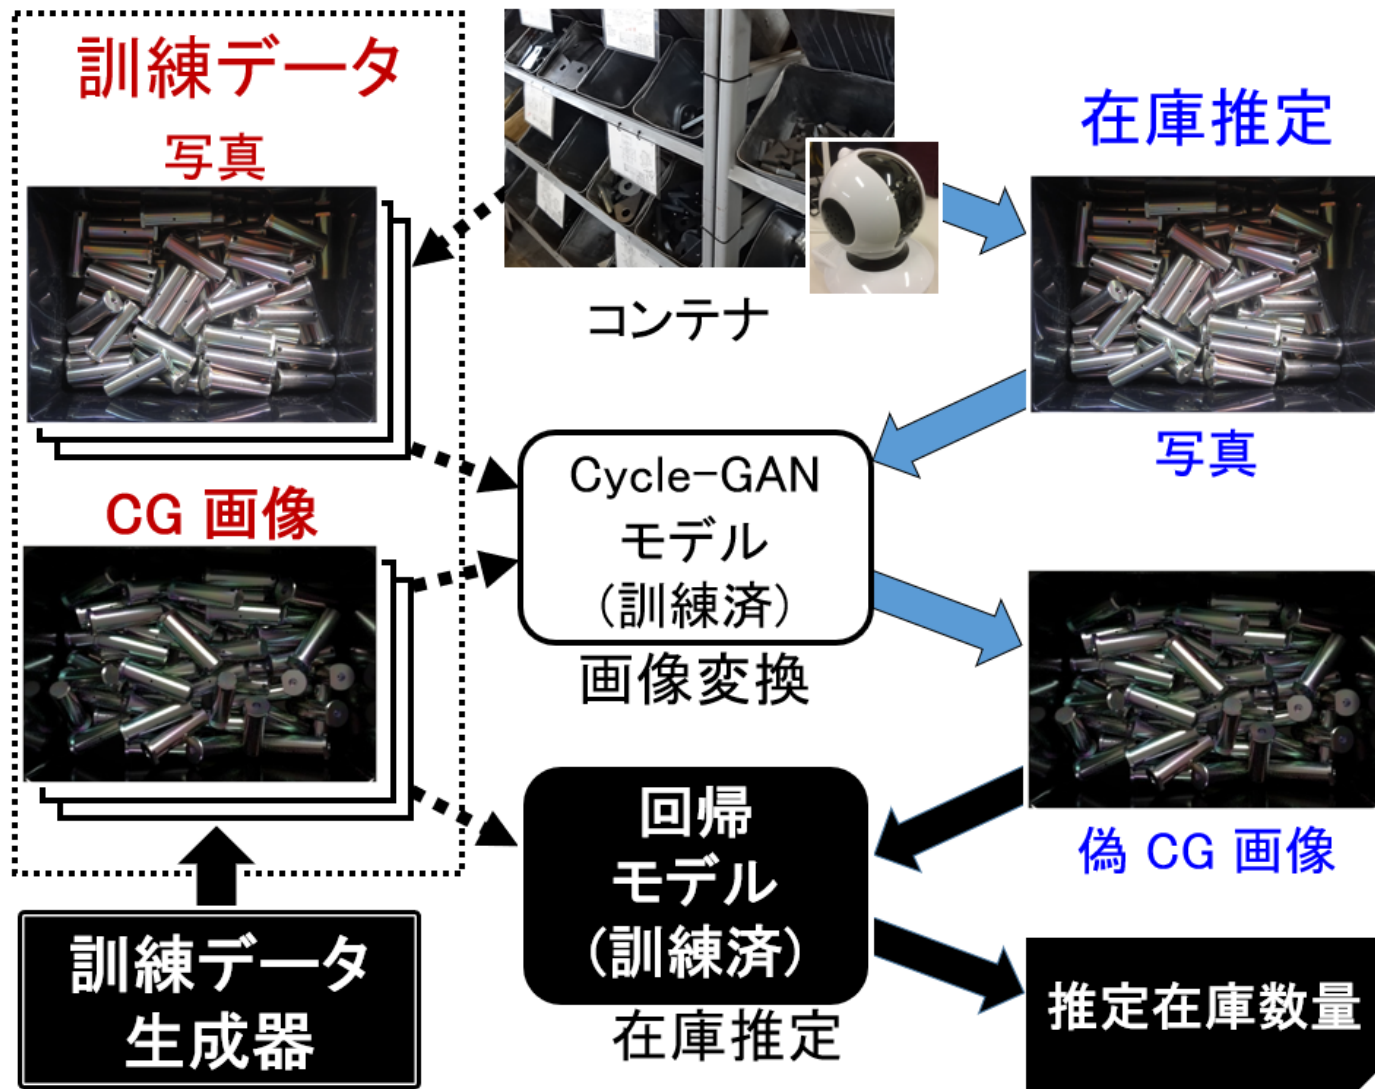 訓練データ
写真
CG 画像
訓練データ
生成器
コンテナ
Cycle-GAN
モデル
(訓練済)
画像変換
回帰
モデル
(訓練済)
在庫推定
在庫推定
写真
偽 CG 画像
推定在庫数量